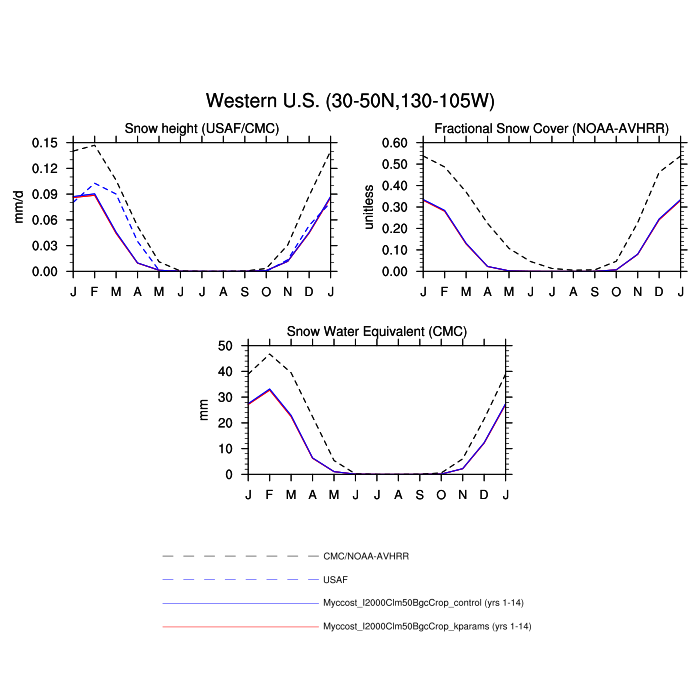 Western U.S. (30-50N,130-105W)
Snow height (USAF/CMC)
mm/d
0.15
0.12
0.09
0.06
0.03
0.00
J F M A M J J A S O N D J
Fractional Snow Cover (NOAA-AVHRR)
unitless
0.60
0.50
0.40
0.30
0.20
0.10
0.00
J F M A M J J A S O N D J
Snow Water Equivalent (CMC)
mm
50
40
30
20
10
0
J F M A M J J A S O N D J
CMC/NOAA-AVHRR
USAF
Myccost_I2000Clm50BgcCrop_control (yrs 1-14)
Myccost_I2000Clm50BgcCrop_kparams (yrs 1-14)